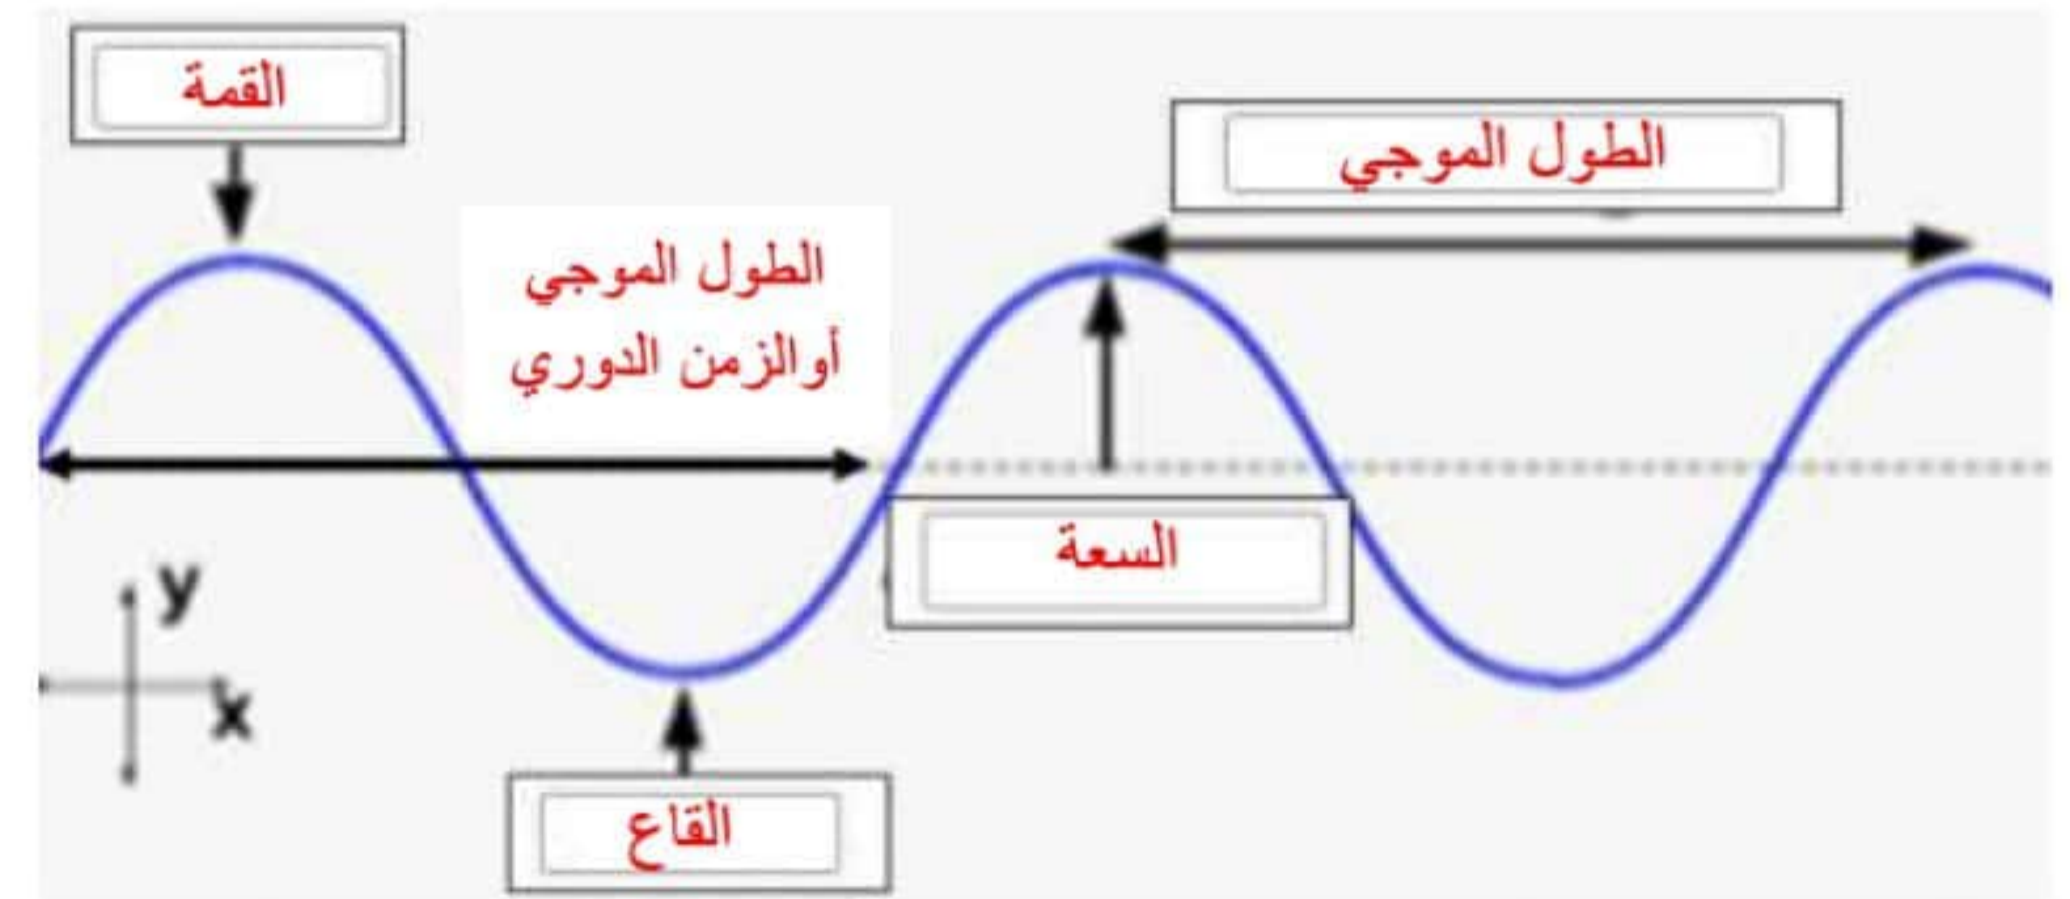 القمة
الطول الموجي
الطول الموجي
أوالزمن الدوري
السعة
y
x
القاع